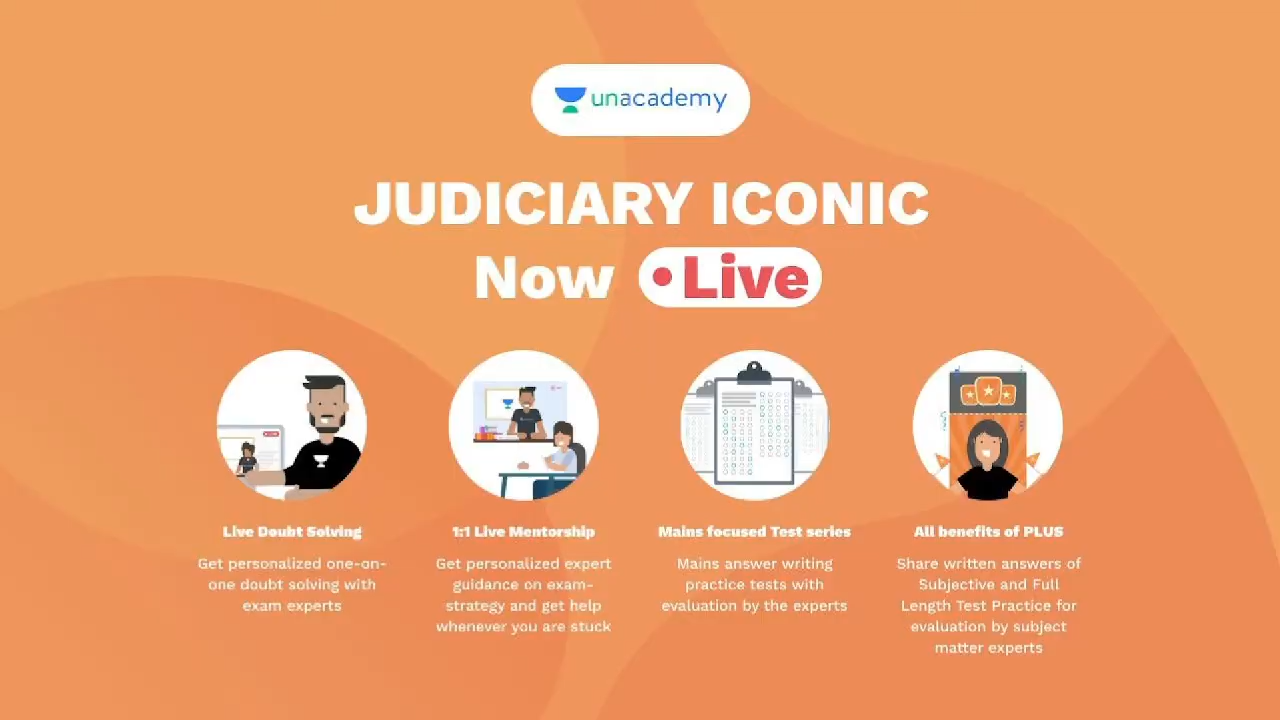 unacademy
JUDICIARY ICONIC
Now • Live
Live Doubt Solving
Get personalized one-on-
one doubt solving with
exam experts
1:1 Live Mentorship
Get personalized expert
guidance on exam-
strategy and get help
whenever you are stuck
Mains focused Test series
Mains answer writing
practice tests with
evaluation by the experts
All benefits of PLUS
Share written answers of
Subjective and Full
Length Test Practice for
evaluation by subject
matter experts